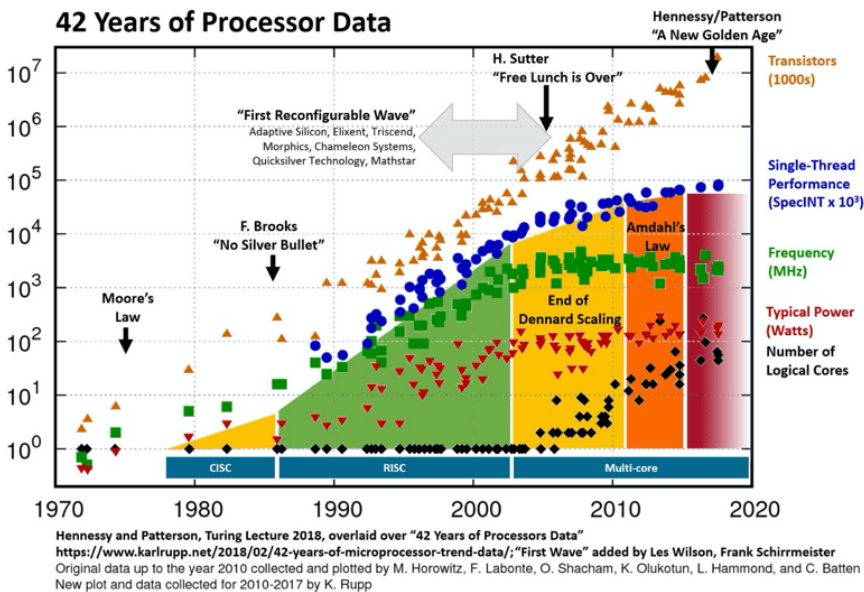 42 Years of Processor Data
Hennessy/Patterson
“A New Golden Age”
H. Sutter
“Free Lunch is Over”
“First Reconfigurable Wave”
Adaptive Silicon, Elixent, Triscend,
Morphics, Chameleon Systems,
Quicksilver Technology, Mathstar
F. Brooks
“No Silver Bullet”
Moore’s
Law
Transistors
(1000s)
Single-Thread
Performance
(SpecINT x 10³)
Frequency
(MHz)
Typical Power
(Watts)
Number of
Logical Cores
Amdahl’s
Law
End of
Dennard Scaling
10⁷
10⁶
10⁵
10⁴
10³
10²
10¹
10⁰
CISC RISC Multi-core
1970 1980 1990 2000 2010 2020
Hennessy and Patterson, Turing Lecture 2018, overlaid over “42 Years of Processors Data”
https://www.karlrupp.net/2018/02/42-years-of-microprocessor-trend-data/;“First Wave” added by Les Wilson, Frank Schirrmeister
Original data up to the year 2010 collected and plotted by M. Horowitz, F. Labonte, O. Shacham, K. Olukotun, L. Hammond, and C. Batten
New plot and data collected for 2010-2017 by K. Rupp